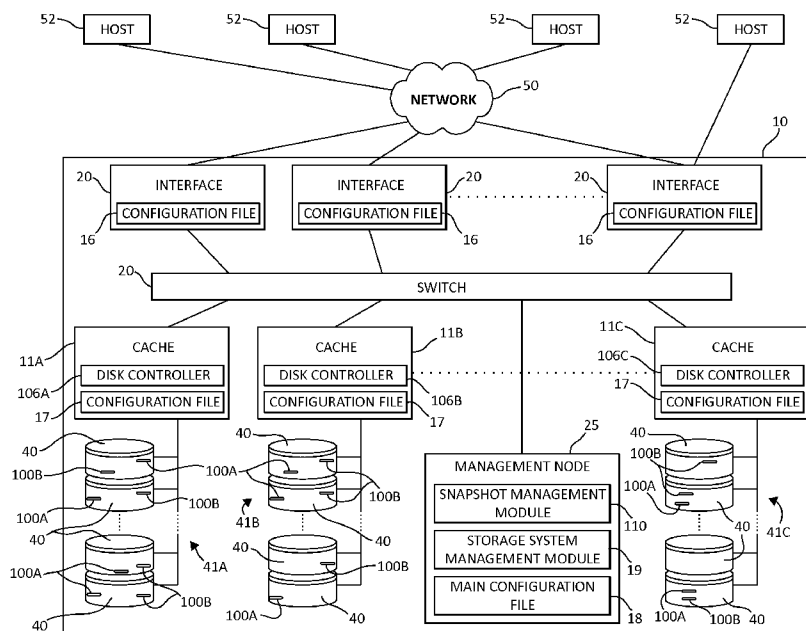 52 HOST 52 HOST 52 HOST 52 HOST
NETWORK 50
10
20 INTERFACE INTERFACE 20 20 INTERFACE
CONFIGURATION FILE CONFIGURATION FILE CONFIGURATION FILE
16 16 16
20 SWITCH
11A CACHE CACHE 11B CACHE 11C
106A DISK CONTROLLER DISK CONTROLLER 106B 106C DISK CONTROLLER
17 CONFIGURATION FILE CONFIGURATION FILE 17 17 CONFIGURATION FILE
40 40 25 40
100B 100A 100B MANAGEMENT NODE 100B
100A 100B 41B 40 100B 100A
40 41A 40 40 41C
100A 100B 100B
40 100A 40 100A 100B 40
SNAPSHOT MANAGEMENT
MODULE
110
STORAGE SYSTEM
MANAGEMENT MODULE
19
MAIN CONFIGURATION
FILE
18